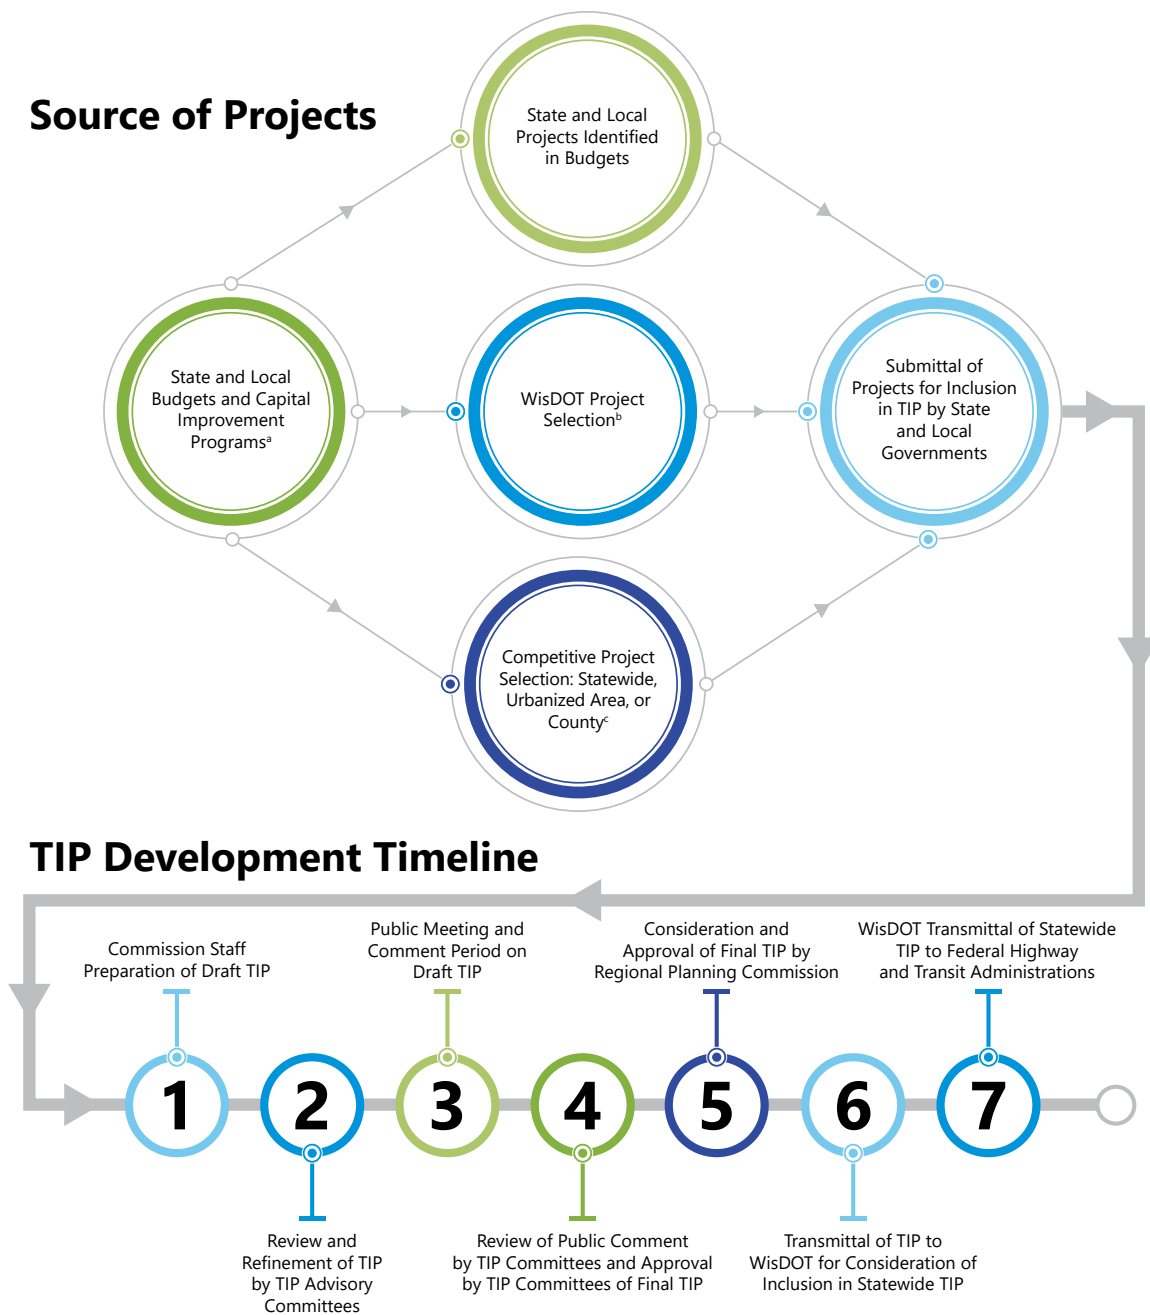 Source of Projects
State and Local
Projects Identified
in Budgets
State and Local
Budgets and Capital
Improvement
Programsᵃ
WisDOT Project
Selectionᵇ
Submittal of
Projects for Inclusion
in TIP by State
and Local
Governments
Competitive Project
Selection: Statewide,
Urbanized Area, or
Countyᶜ
TIP Development Timeline
Commission Staff
Preparation of Draft TIP
Public Meeting and
Comment Period on
Draft TIP
Consideration and
Approval of Final TIP by
Regional Planning Commission
WisDOT Transmittal of Statewide
TIP to Federal Highway
and Transit Administrations
1
2
3
4
5
6
7
Review and
Refinement of TIP
by TIP Advisory
Committees
Review of Public Comment
by TIP Committees and Approval
by TIP Committees of Final TIP
Transmittal of TIP to
WisDOT for Consideration of
Inclusion in Statewide TIP